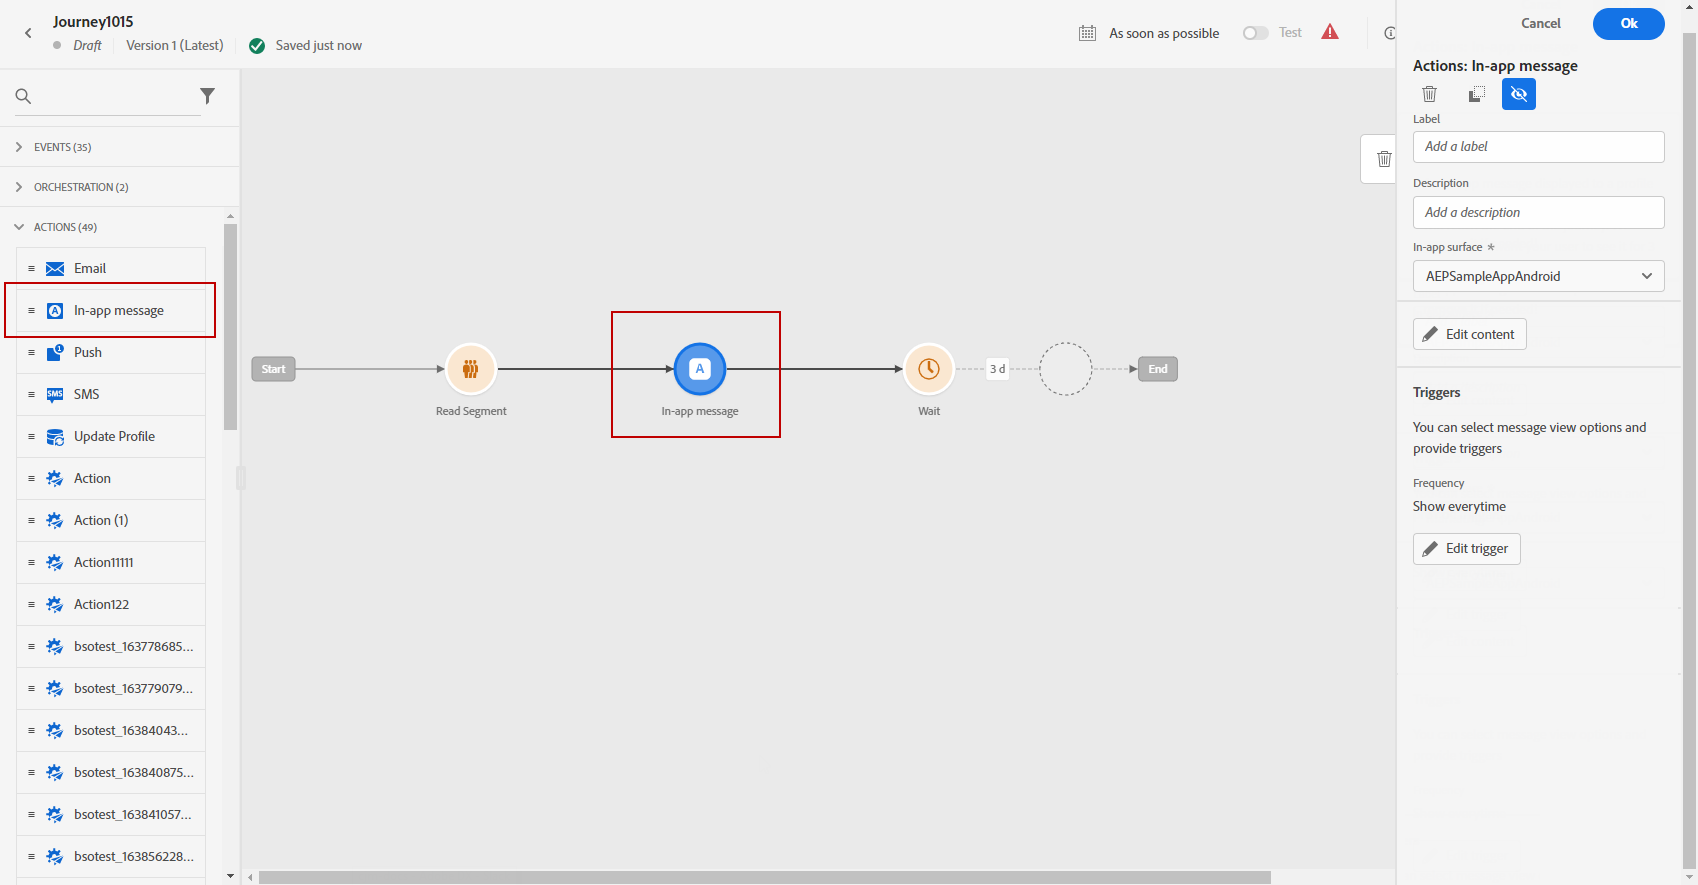 Journey1015
Draft
Version 1 (Latest)
Saved just now
As soon as possible
Test
Cancel
Ok
EVENTS (35)
ORCHESTRATION (2)
ACTIONS (49)
Email
In-app message
Push
SMS
SMS
Update Profile
Action
Action (1)
Action11111
Action122
bsotest_163778685...
bsotest_163779079...
bsotest_16384043...
bsotest_163840875...
bsotest_163841057...
bsotest_163856228...
Start
Read Segment
A
In-app message
Wait
3 d
End
Actions: In-app message
Label
Add a label
Description
Add a description
In-app surface *
AEPSampleAppAndroid
Edit content
Triggers
You can select message view options and
provide triggers
Frequency
Show everytime
Edit trigger